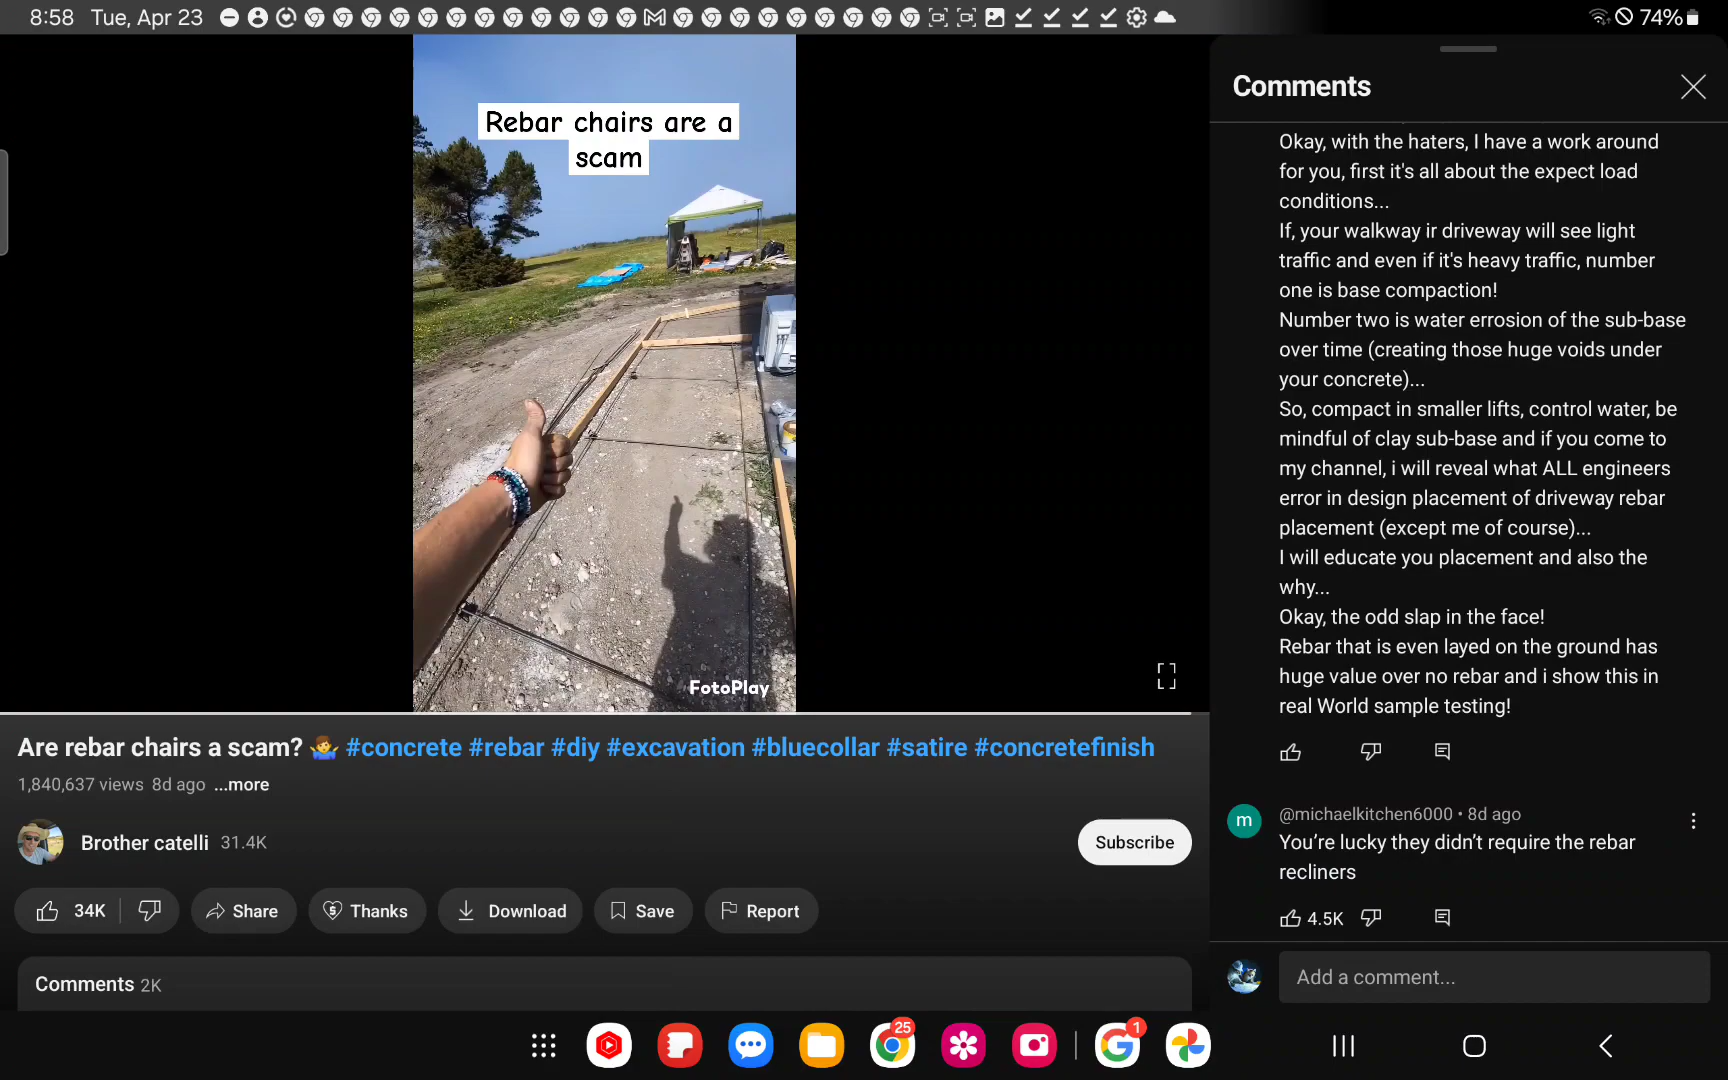 8:58 Tue, Apr 23
74%
Rebar chairs are a
scam
FotoPlay
Are rebar chairs a scam? 🤷 #concrete #rebar #diy #excavation #bluecollar #satire #concretefinish
1,840,637 views 8d ago ...more
Brother catelli 31.4K
Subscribe
34K
Share
Thanks
Download
Save
Report
Comments 2K
Comments
Okay, with the haters, I have a work around
for you, first it's all about the expect load
conditions...
If, your walkway ir driveway will see light
traffic and even if it's heavy traffic, number
one is base compaction!
Number two is water errosion of the sub-base
over time (creating those huge voids under
your concrete)...
So, compact in smaller lifts, control water, be
mindful of clay sub-base and if you come to
my channel, i will reveal what ALL engineers
error in design placement of driveway rebar
placement (except me of course)...
I will educate you placement and also the
why...
Okay, the odd slap in the face!
Rebar that is even layed on the ground has
huge value over no rebar and i show this in
real World sample testing!
m
@michaelkitchen6000 • 8d ago
You’re lucky they didn’t require the rebar
recliners
4.5K
Add a comment...
25
1